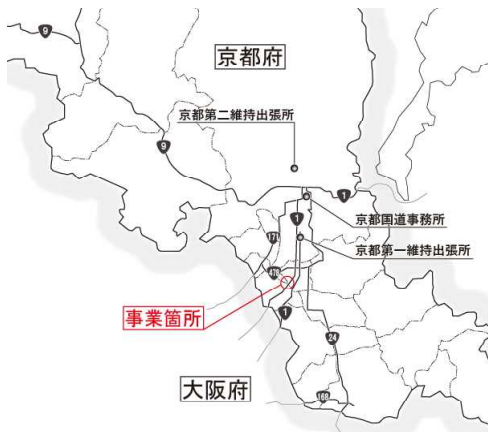 9
京都府
京都第二維持出張所
9
1
1
京都国道事務所
171
京都第一維持出張所
478
事業箇所
1
24
大阪府
163